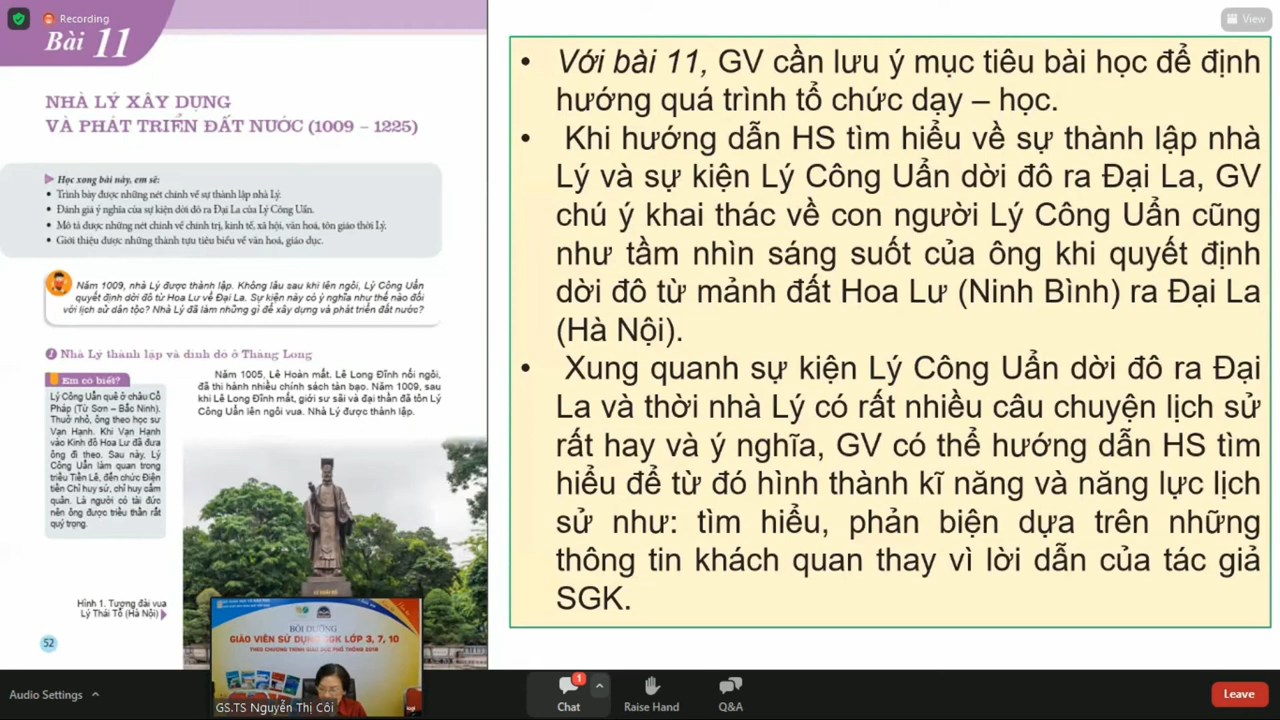 Recording
View
Bài 11
NHÀ LÝ XÂY DỰNG
VÀ PHÁT TRIỂN ĐẤT NƯỚC (1009 – 1225)
Học xong bài này, em sẽ:
• Trình bày được những nét chính về sự thành lập nhà Lý.
• Đánh giá ý nghĩa của sự kiện dời đô ra Đại La của Lý Công Uẩn.
• Mô tả được những nét chính về chính trị, kinh tế, xã hội, văn hoá, tôn giáo thời Lý.
• Giới thiệu được những thành tựu tiêu biểu về văn hoá, giáo dục.
Năm 1009, nhà Lý được thành lập. Không lâu sau khi lên ngôi, Lý Công Uẩn
quyết định dời đô từ Hoa Lư về Đại La. Sự kiện này có ý nghĩa như thế nào đối
với lịch sử dân tộc? Nhà Lý đã làm những gì để xây dựng và phát triển đất nước?
1 Nhà Lý thành lập và định đô ở Thăng Long
Em có biết?
Lý Công Uẩn quê ở châu Cổ
Pháp (Từ Sơn – Bắc Ninh).
Thuở nhỏ, ông theo học sư
Vạn Hạnh. Khi Vạn Hạnh
vào Kinh đô Hoa Lư đã đưa
ông đi theo. Sau này, Lý
Công Uẩn làm quan trong
triều Tiền Lê, đến chức Điện
tiền Chỉ huy sứ, chỉ huy cấm
quân. Là người có tài đức
nên ông được triều thần rất
quý trọng.
Năm 1005, Lê Hoàn mất. Lê Long Đĩnh nối ngôi,
đã thi hành nhiều chính sách tàn bạo. Năm 1009, sau
khi Lê Long Đĩnh mất, giới sư sãi và đại thần đã tôn Lý
Công Uẩn lên ngôi vua. Nhà Lý được thành lập.
LÝ THÁI TỔ
Hình 1. Tượng đài vua
Lý Thái Tổ (Hà Nội)
52
• Với bài 11, GV cần lưu ý mục tiêu bài học để định
hướng quá trình tổ chức dạy – học.
• Khi hướng dẫn HS tìm hiểu về sự thành lập nhà
Lý và sự kiện Lý Công Uẩn dời đô ra Đại La, GV
chú ý khai thác về con người Lý Công Uẩn cũng
như tầm nhìn sáng suốt của ông khi quyết định
dời đô từ mảnh đất Hoa Lư (Ninh Bình) ra Đại La
(Hà Nội).
• Xung quanh sự kiện Lý Công Uẩn dời đô ra Đại
La và thời nhà Lý có rất nhiều câu chuyện lịch sử
rất hay và ý nghĩa, GV có thể hướng dẫn HS tìm
hiểu để từ đó hình thành kĩ năng và năng lực lịch
sử như: tìm hiểu, phản biện dựa trên những
thông tin khách quan thay vì lời dẫn của tác giả
SGK.
BỒI DƯỠNG
GIÁO VIÊN SỬ DỤNG SGK LỚP 3, 7, 10
THEO CHƯƠNG TRÌNH GIÁO DỤC PHỔ THÔNG 2018
GS.TS Nguyễn Thị Côi
Audio Settings
1
Chat
Raise Hand
Q&A
Leave